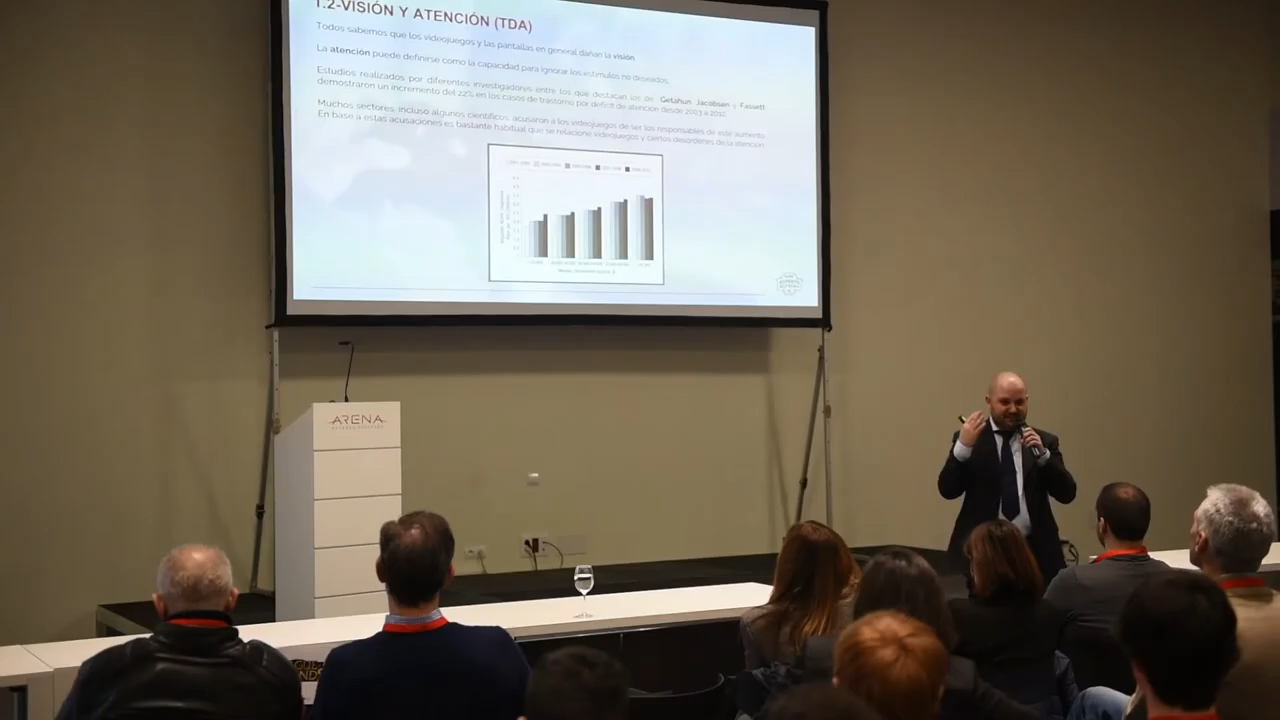 1.2-VISIÓN Y ATENCIÓN (TDA)
Todos sabemos que los videojuegos y las pantallas en general dañan la visión.
La atención puede definirse como la capacidad para ignorar los estímulos no deseados.
Estudios realizados por diferentes investigadores entre los que destacan los de Getahun, Jacobsen y Fassett
demostraron un incremento del 22% en los casos de trastorno por déficit de atención desde 2003 a 2010.
Muchos sectores, incluso algunos científicos, acusaron a los videojuegos de ser los responsables de este aumento.
En base a estas acusaciones es bastante habitual que se relacione videojuegos y ciertos desórdenes de la atención
ARENA